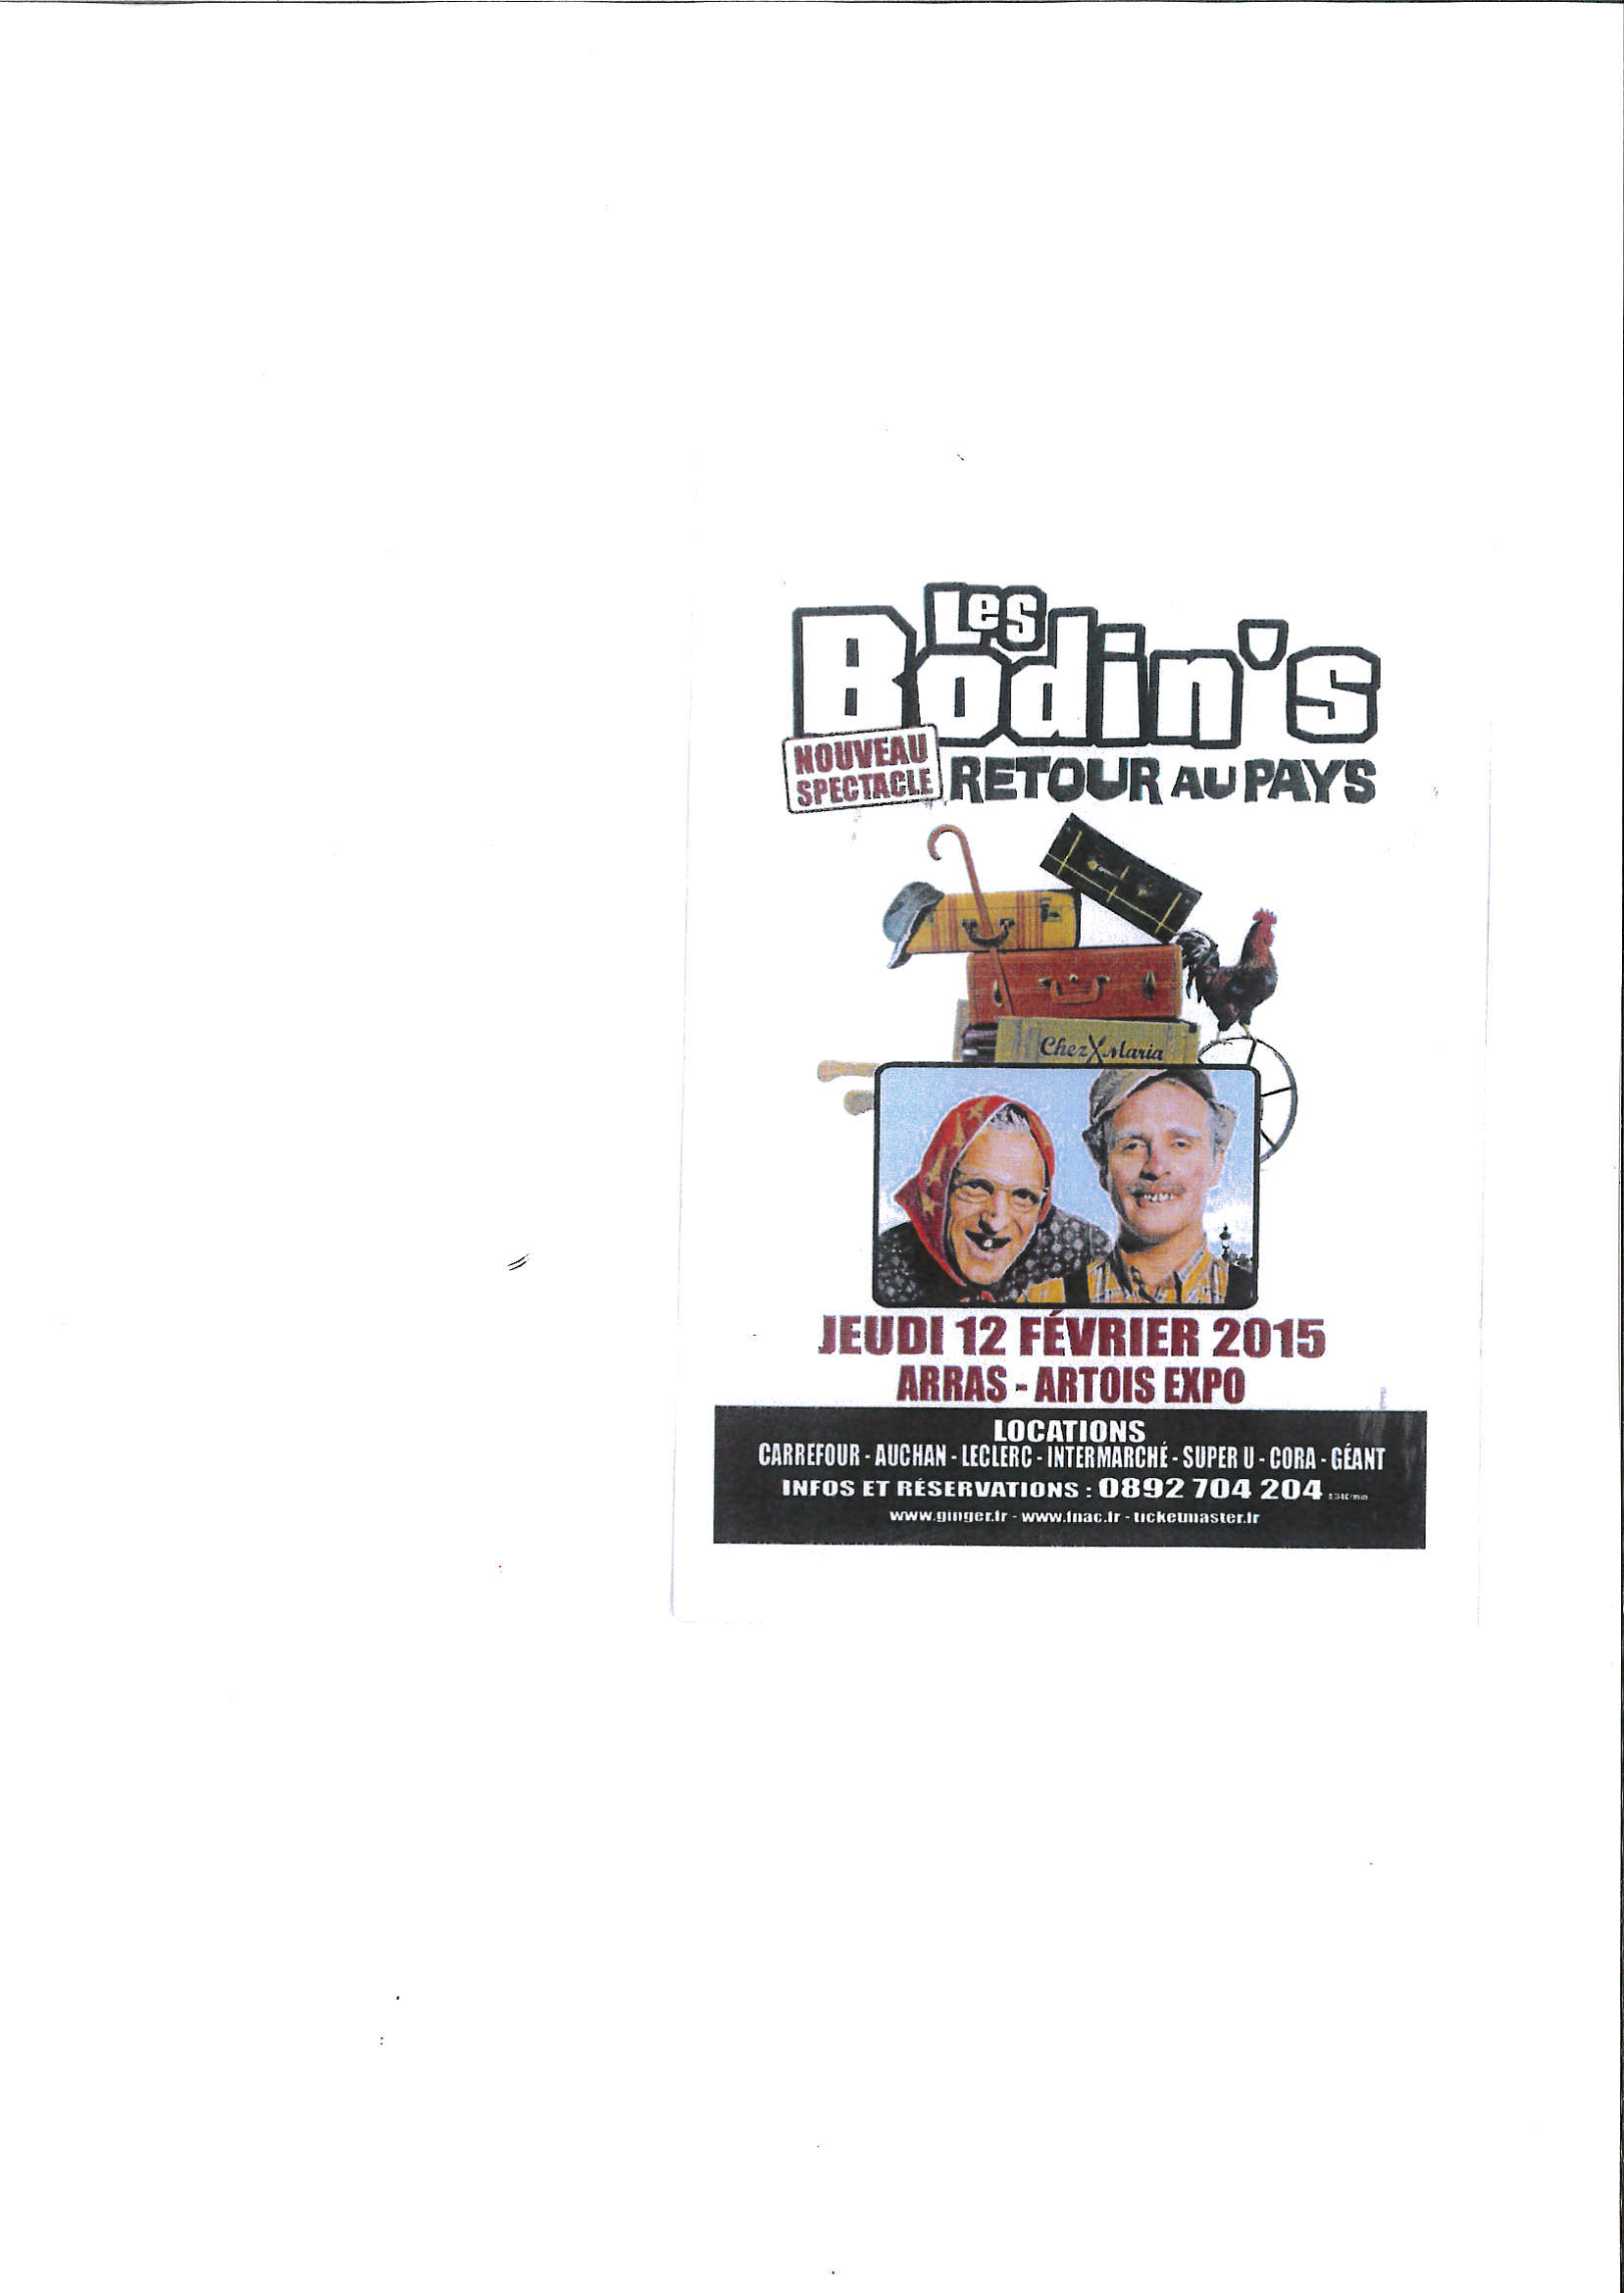 Les
Bodin's
NOUVEAU
SPECTACLE
RETOUR AU PAYS
Chez Maria
JEUDI 12 FÉVRIER 2015
ARRAS - ARTOIS EXPO
LOCATIONS
CARREFOUR - AUCHAN - LECLERC - INTERMARCHÉ - SUPER U - CORA - GÉANT
INFOS ET RÉSERVATIONS : 0892 704 204
www.ginger.fr - www.fnac.fr - ticketmaster.fr